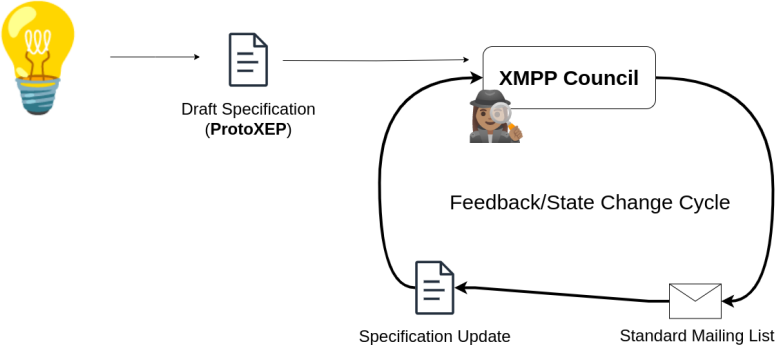 XMPP Council
Draft Specification
(ProtoXEP)
Feedback/State Change Cycle
Specification Update
Standard Mailing List